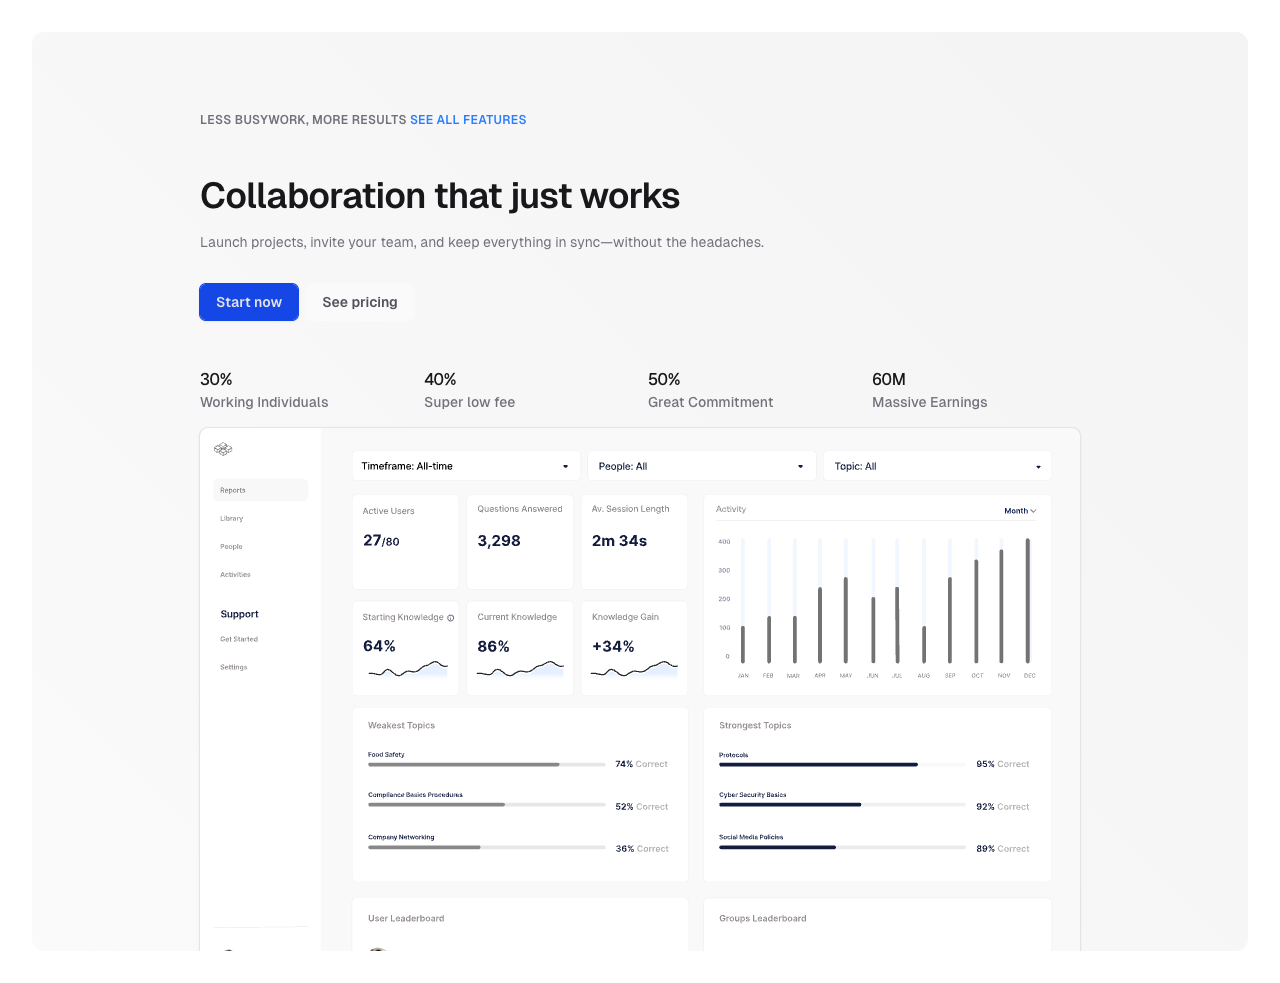 LESS BUSYWORK, MORE RESULTS SEE ALL FEATURES
Collaboration that just works
Launch projects, invite your team, and keep everything in sync—without the headaches.
Start now
See pricing
30%
Working Individuals
40%
Super low fee
50%
Great Commitment
60M
Massive Earnings
Reports
Library
People
Activities
Support
Get Started
Settings
Timeframe: All-time
People: All
Topic: All
Active Users
27/80
Questions Answered
3,298
Av. Session Length
2m 34s
Starting Knowledge
64%
Current Knowledge
86%
Knowledge Gain
+34%
Activity
Month
400
300
200
100
0
JAN FEB MAR APR MAY JUN JUL AUG SEP OCT NOV DEC
Weakest Topics
Food Safety
74% Correct
Compliance Basics Procedures
52% Correct
Company Networking
36% Correct
Strongest Topics
Protocols
95% Correct
Cyber Security Basics
92% Correct
Social Media Policies
89% Correct
User Leaderboard
Groups Leaderboard